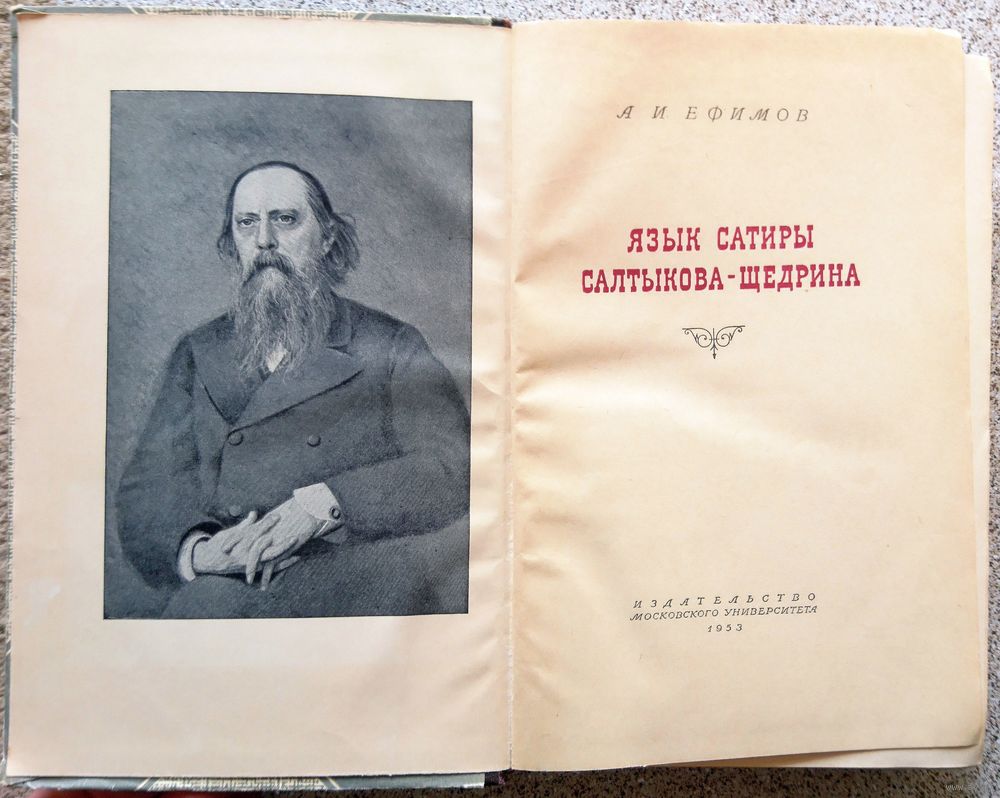 А И ЕФИМОВ
ЯЗЫК САТИРЫ
САЛТЫКОВА-ЩЕДРИНА
ИЗДАТЕЛЬСТВО
МОСКОВСКОГО УНИВЕРСИТЕТА
1953